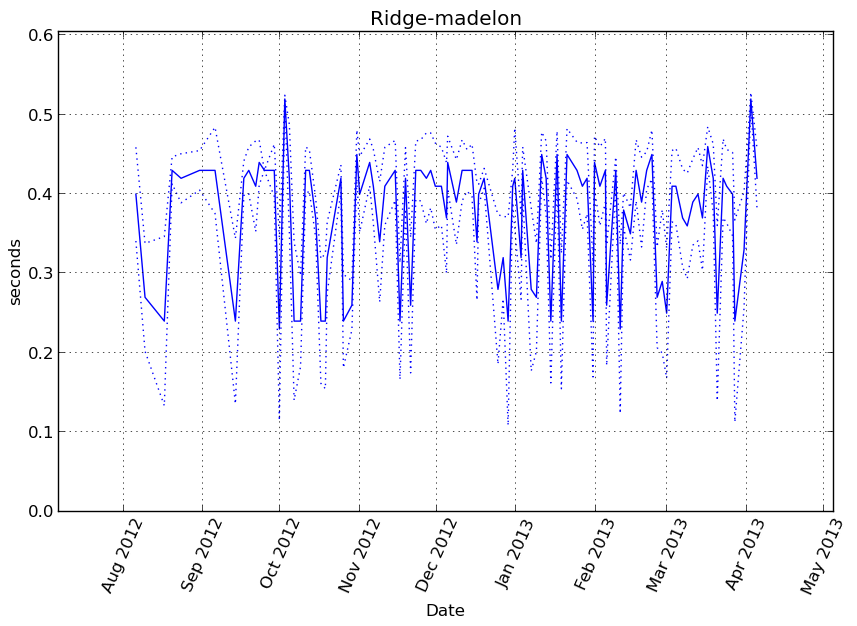 Ridge-madelon
0.6
0.5
0.4
0.3
0.2
0.1
0.0
seconds
Aug 2012
Sep 2012
Oct 2012
Nov 2012
Dec 2012
Jan 2013
Feb 2013
Mar 2013
Apr 2013
May 2013
Date